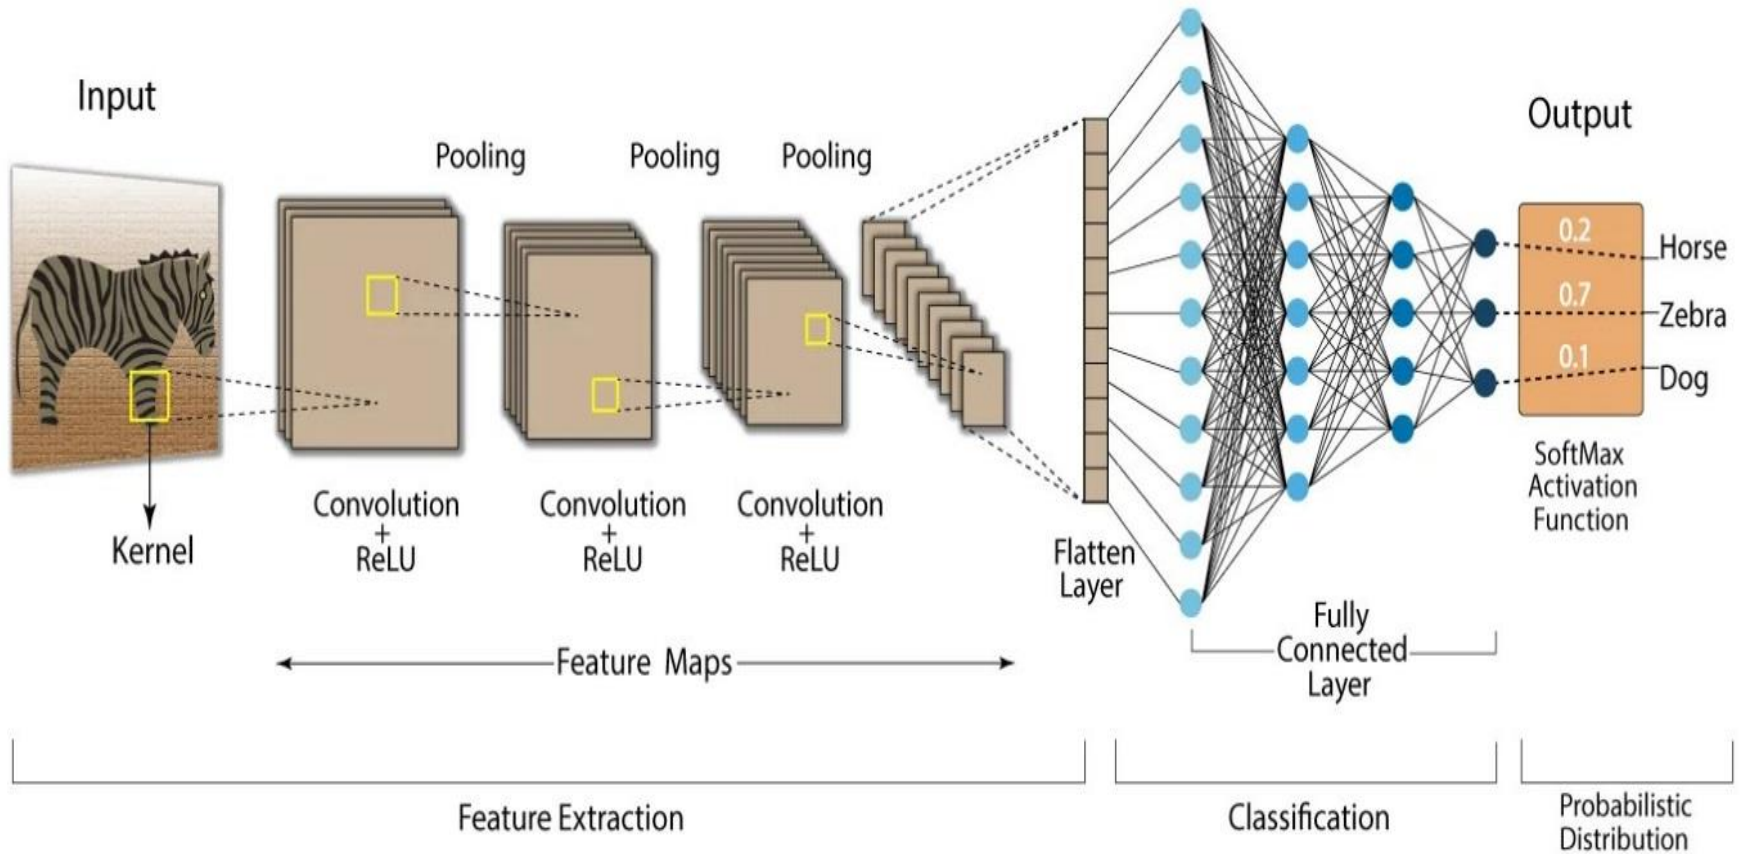 Input
Pooling
Pooling
Pooling
Output
0.2
Horse
0.7
Zebra
0.1
Dog
SoftMax
Activation
Function
Kernel
Convolution
+
ReLU
Convolution
+
ReLU
Convolution
+
ReLU
Flatten
Layer
Fully
Connected
Layer
Feature Maps
Feature Extraction
Classification
Probabilistic
Distribution